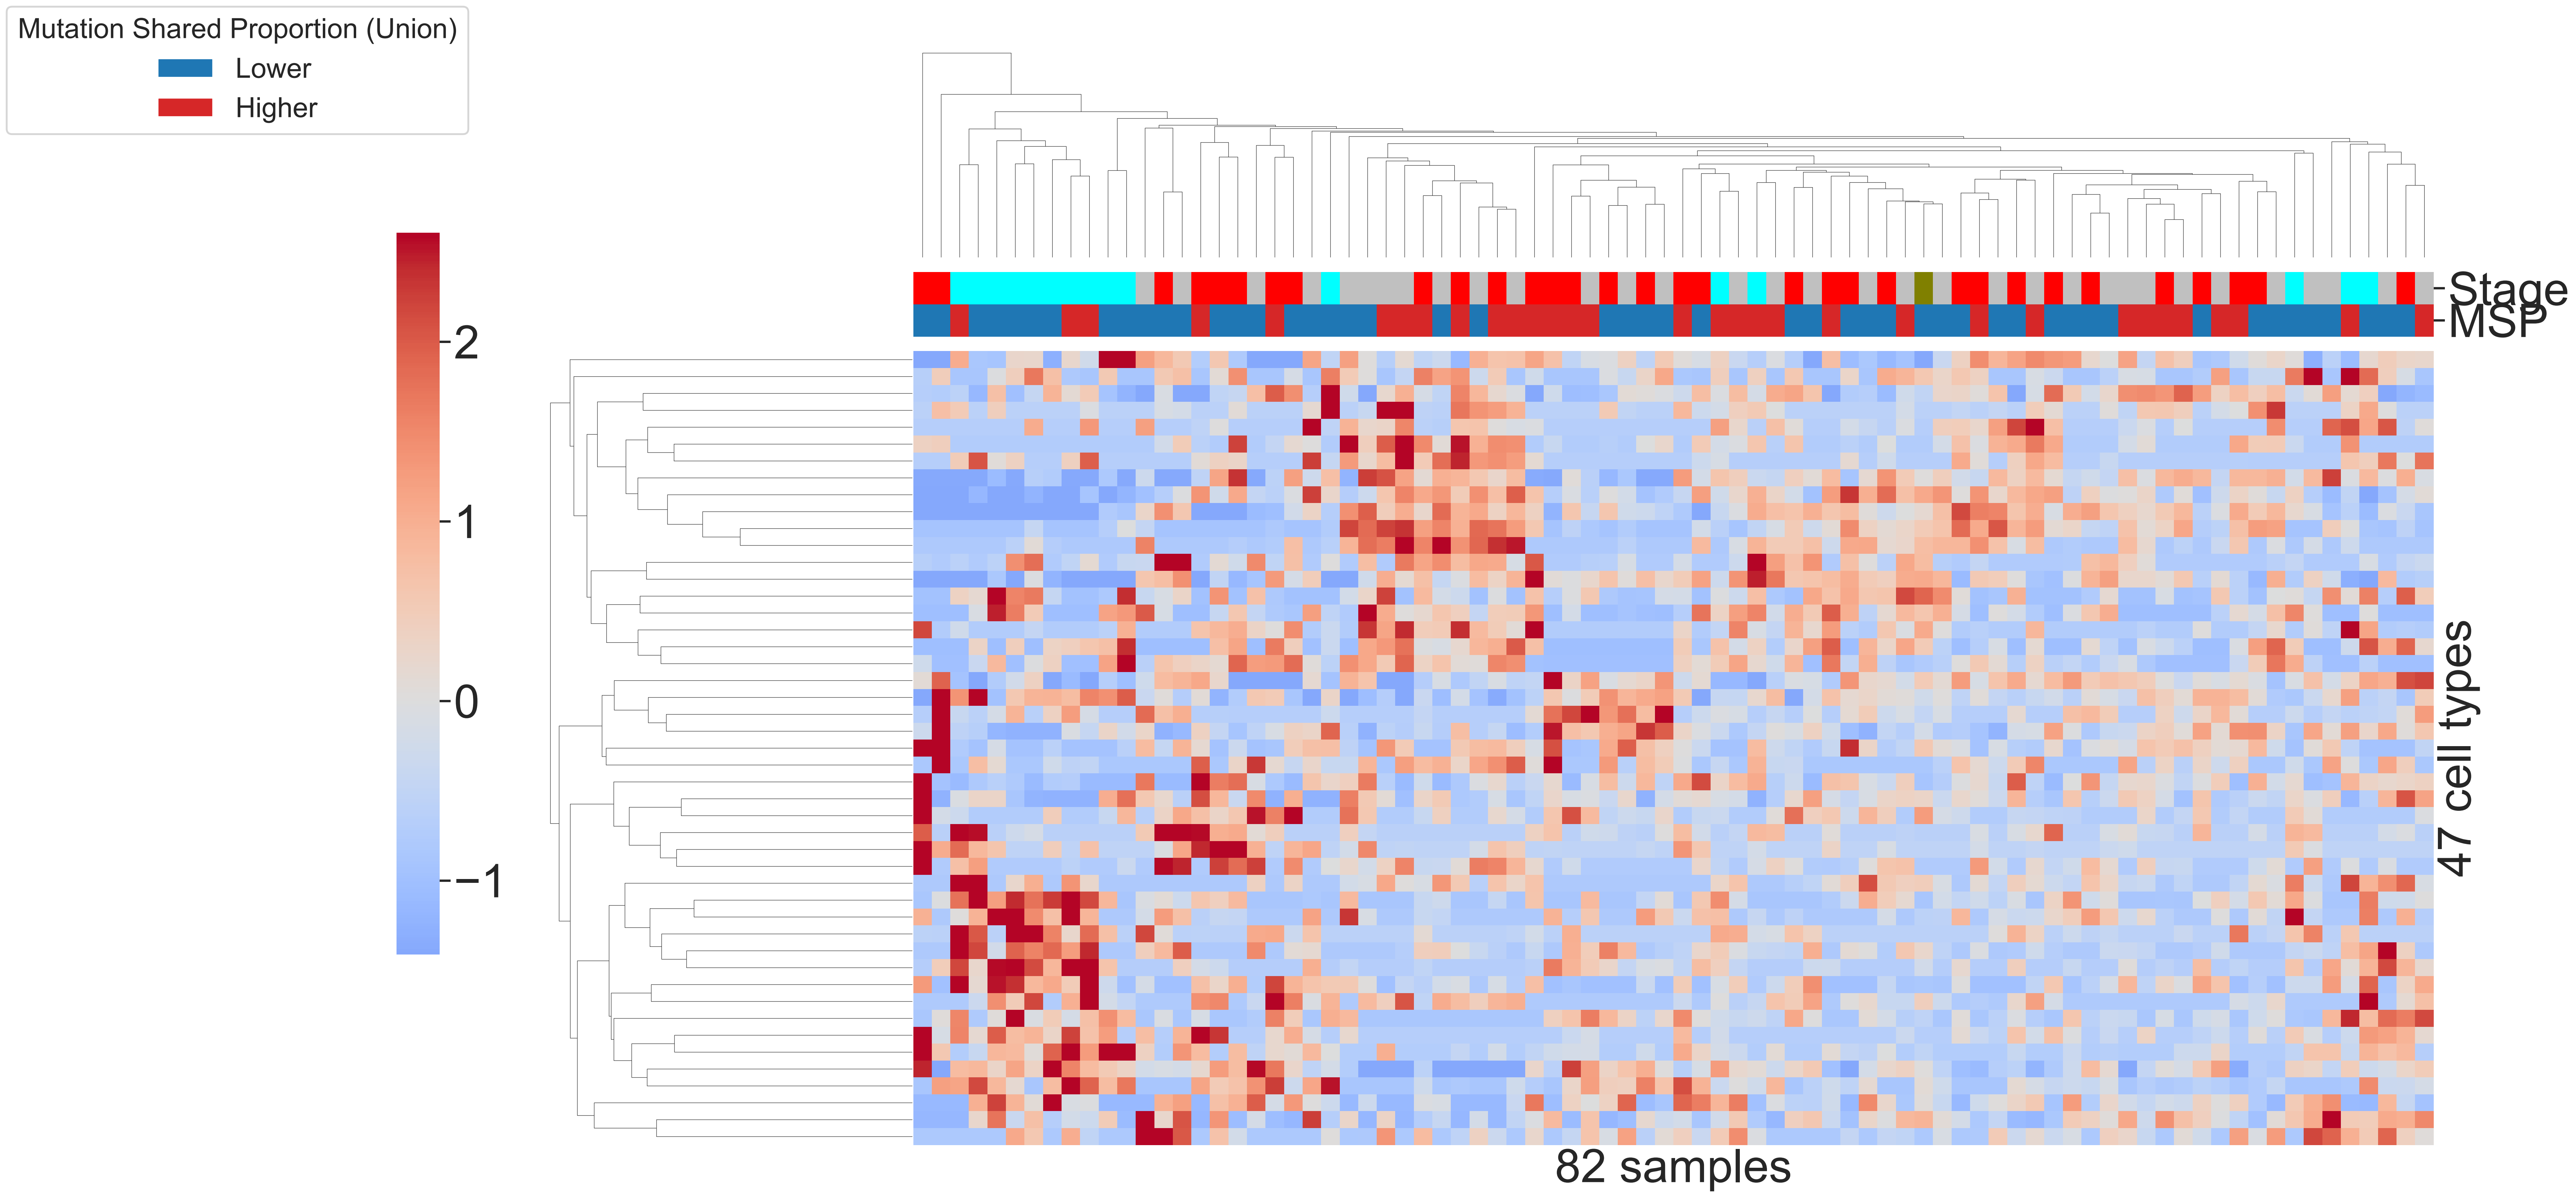 Mutation Shared Proportion (Union)
Lower
Higher
2
1
0
−1
Stage
MSP
47 cell types
82 samples